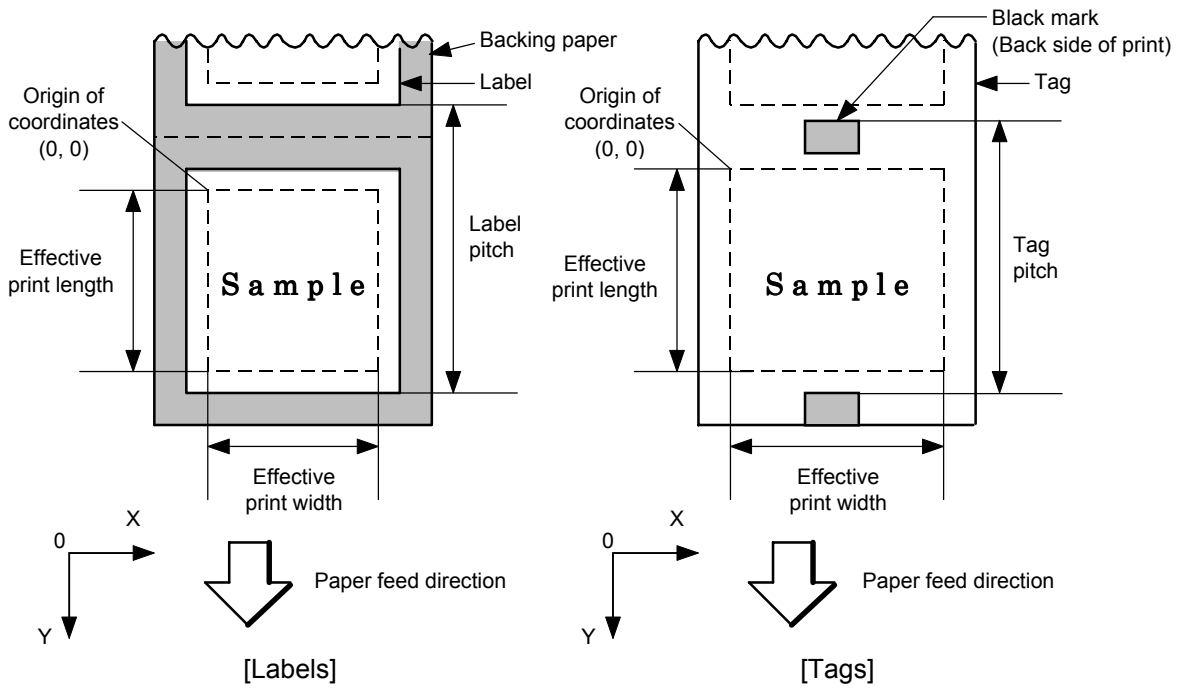 Backing paper
Label
Origin of
coordinates
(0, 0)
Label
pitch
Effective
print length
Sample
Effective
print width
0
X
Y
Paper feed direction
[Labels]
Black mark
(Back side of print)
Tag
Origin of
coordinates
(0, 0)
Tag
pitch
Effective
print length
Sample
Effective
print width
0
X
Y
Paper feed direction
[Tags]